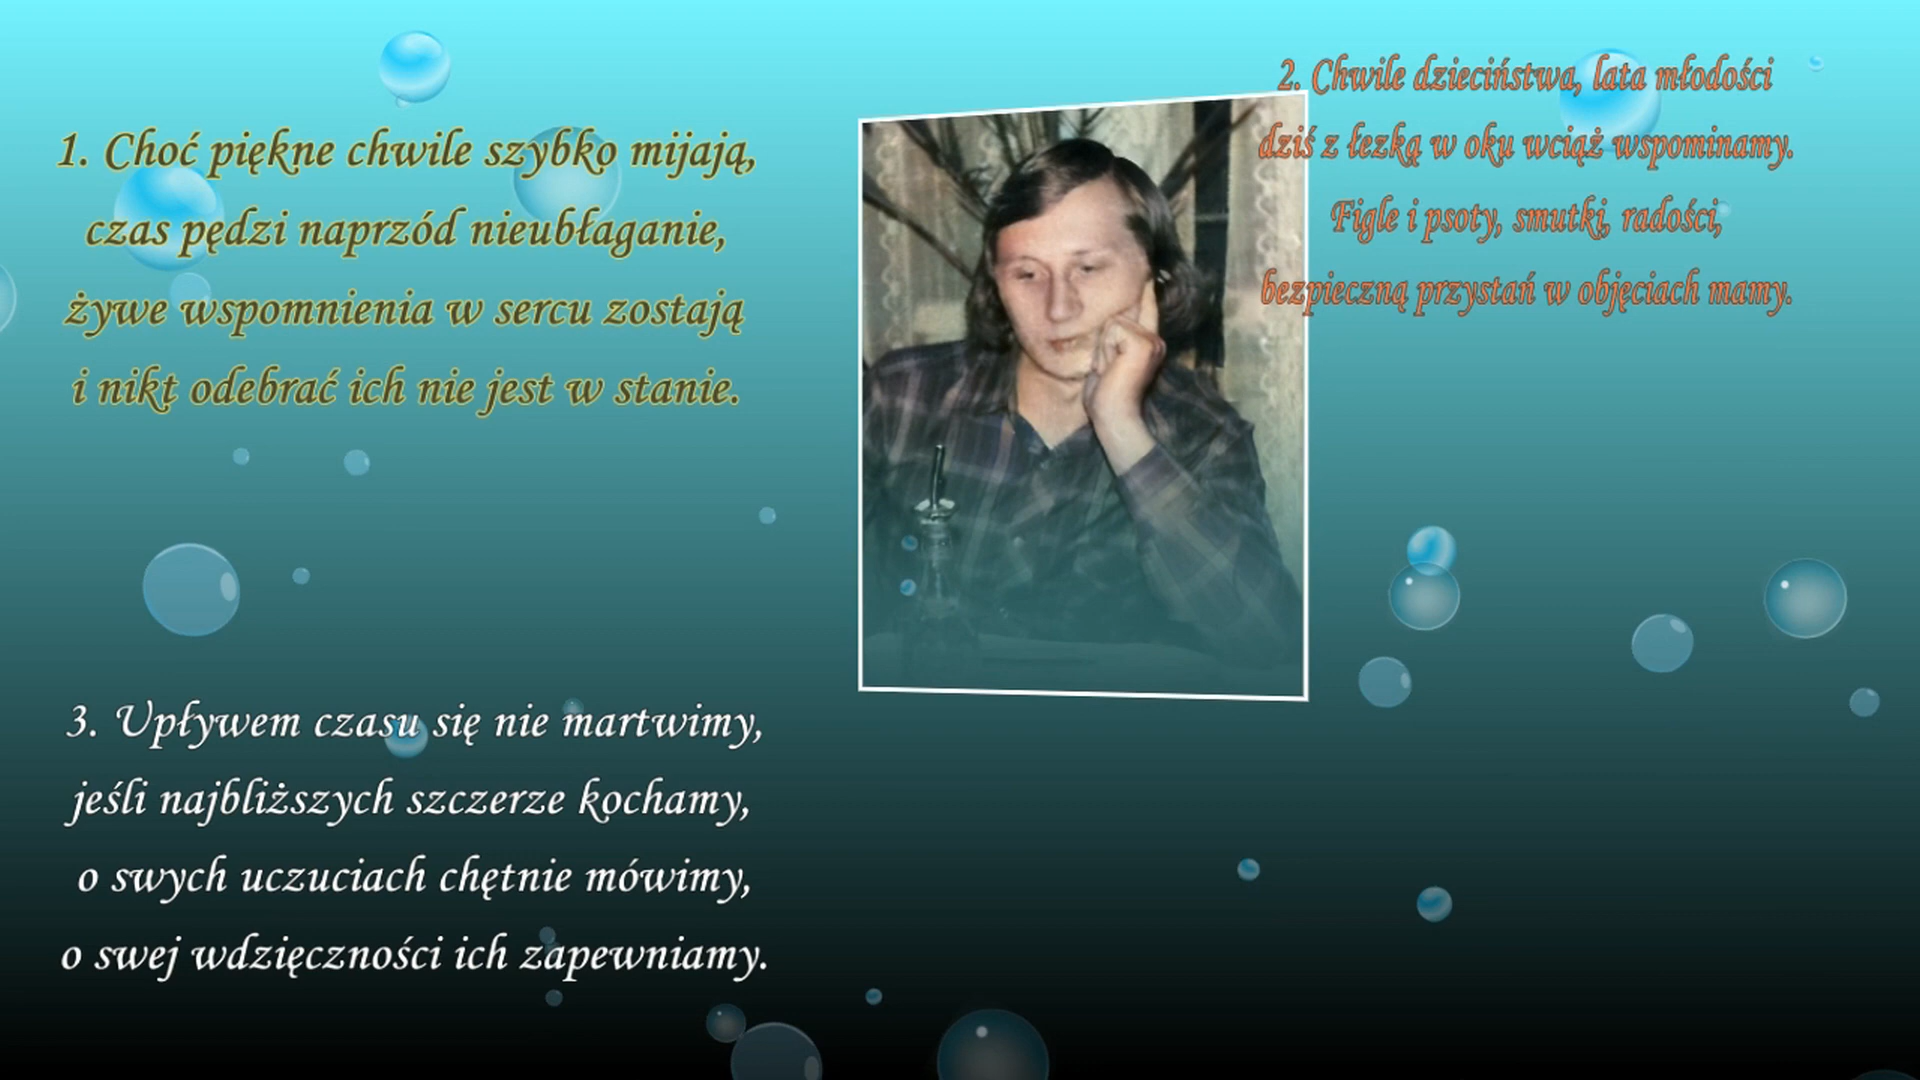 1. Choć piękne chwile szybko mijają,
czas pędzi naprzód nieubłaganie,
żywe wspomnienia w sercu zostają
i nikt odebrać ich nie jest w stanie.
2. Chwile dzieciństwa, lata młodości
dziś z łezką w oku wciąż wspominamy.
Figle i psoty, smutki, radości,
bezpieczną przystań w objęciach mamy.
3. Upływem czasu się nie martwimy,
jeśli najbliższych szczerze kochamy,
o swych uczuciach chętnie mówimy,
o swej wdzięczności ich zapewniamy.